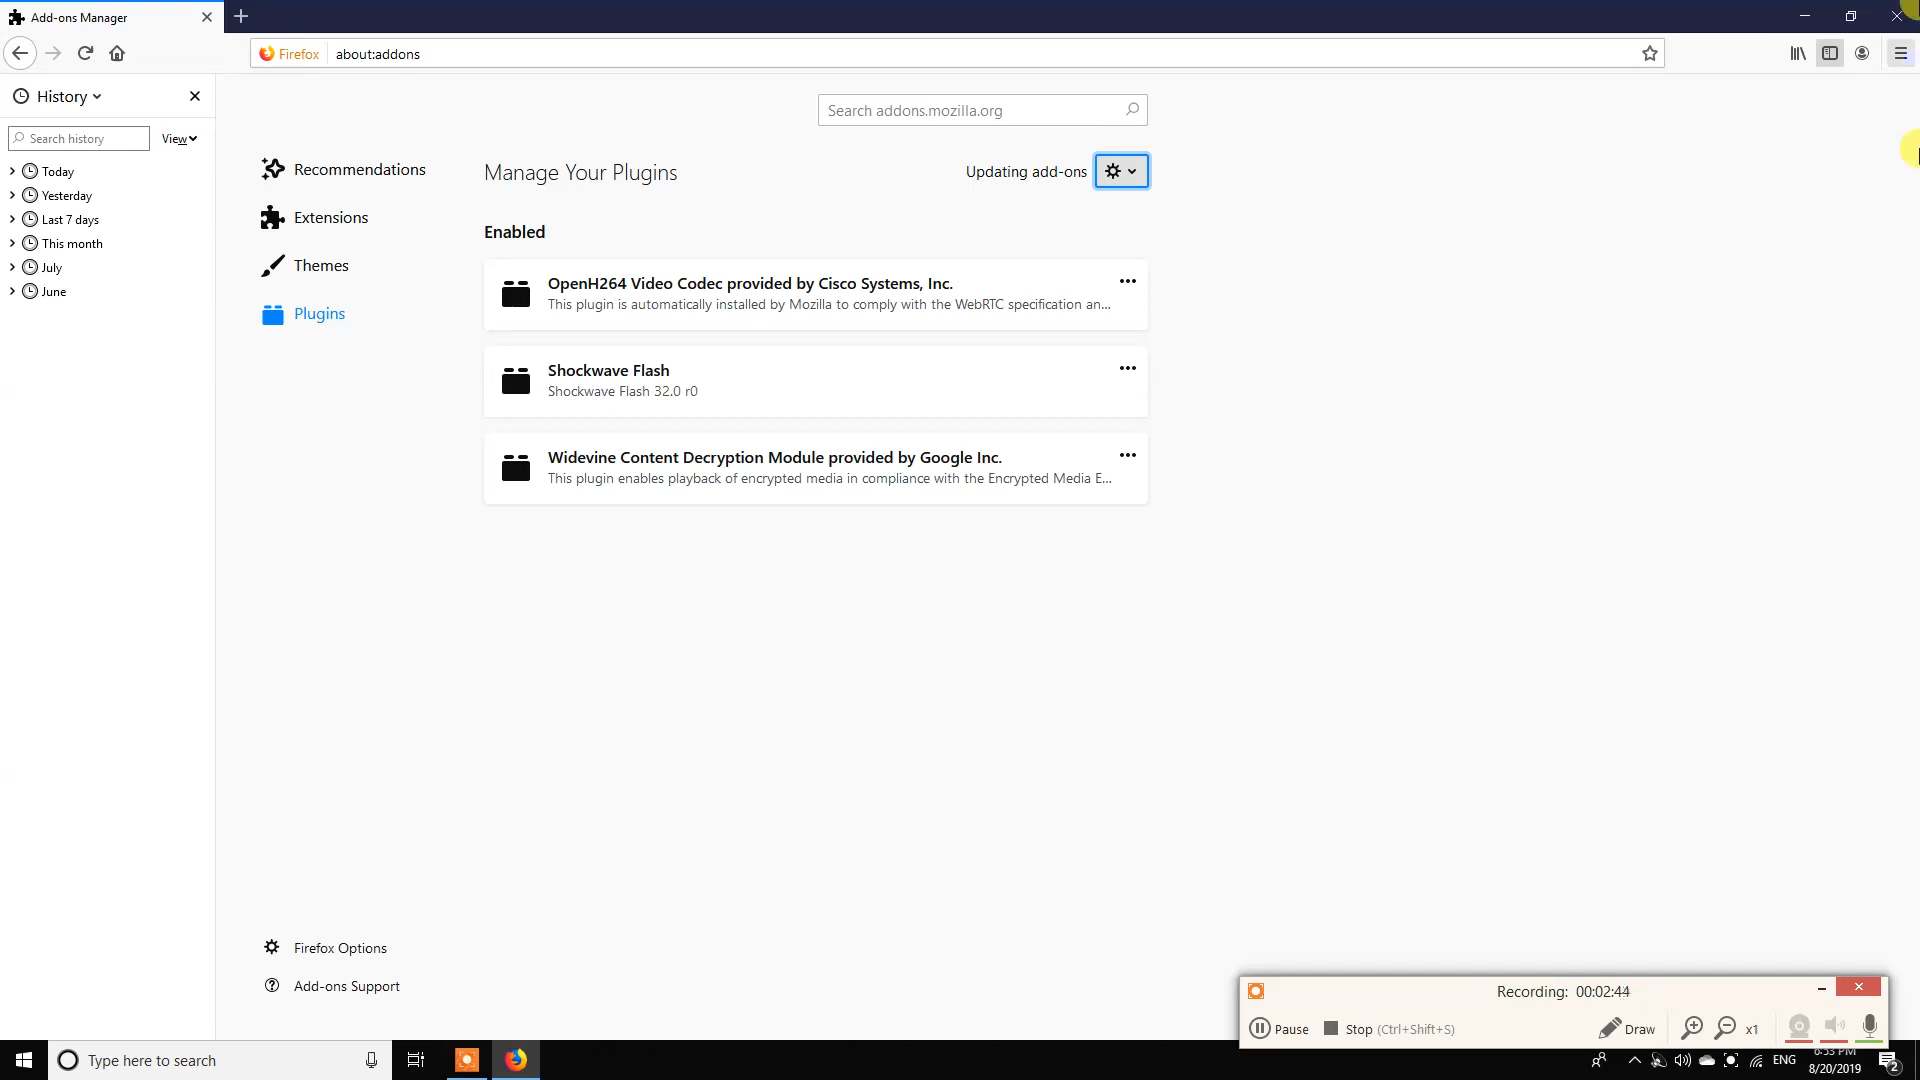 Add-ons Manager
Firefox about:addons
History
Search history View
Today
Yesterday
Last 7 days
This month
July
June
Search addons.mozilla.org
Recommendations
Extensions
Themes
Plugins
Manage Your Plugins
Updating add-ons
Enabled
OpenH264 Video Codec provided by Cisco Systems, Inc.
This plugin is automatically installed by Mozilla to comply with the WebRTC specification an...
Shockwave Flash
Shockwave Flash 32.0 r0
Widevine Content Decryption Module provided by Google Inc.
This plugin enables playback of encrypted media in compliance with the Encrypted Media E...
Firefox Options
Add-ons Support
Recording: 00:02:44
Pause Stop (Ctrl+Shift+S) Draw x1
Type here to search
ENG
6:53 PM
8/20/2019
2